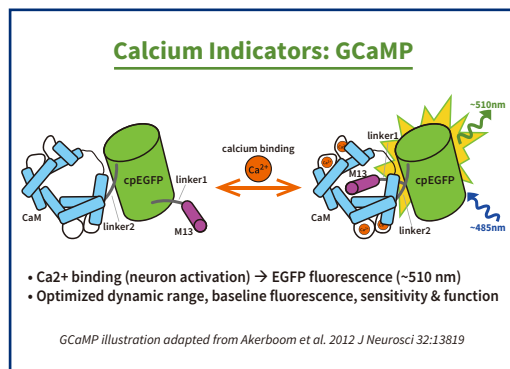 Calcium Indicators: GCaMP
cpEGFP
linker1
CaM
linker2
M13
calcium binding
Ca²⁺
~510nm
linker1
M13
cpEGFP
CaM
linker2
~485nm
• Ca2+ binding (neuron activation) → EGFP fluorescence (~510 nm)
• Optimized dynamic range, baseline fluorescence, sensitivity & function
GCaMP illustration adapted from Akerboom et al. 2012 J Neurosci 32:13819